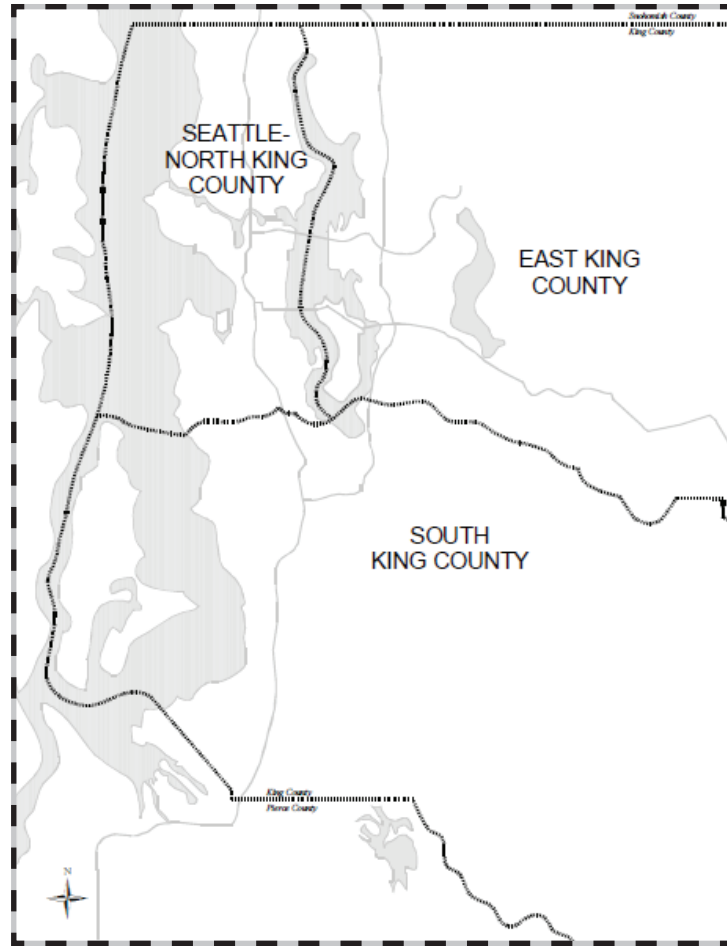 Snohomish County
King County
SEATTLE-
NORTH KING
COUNTY
EAST KING
COUNTY
SOUTH
KING COUNTY
King County
Pierce County
N